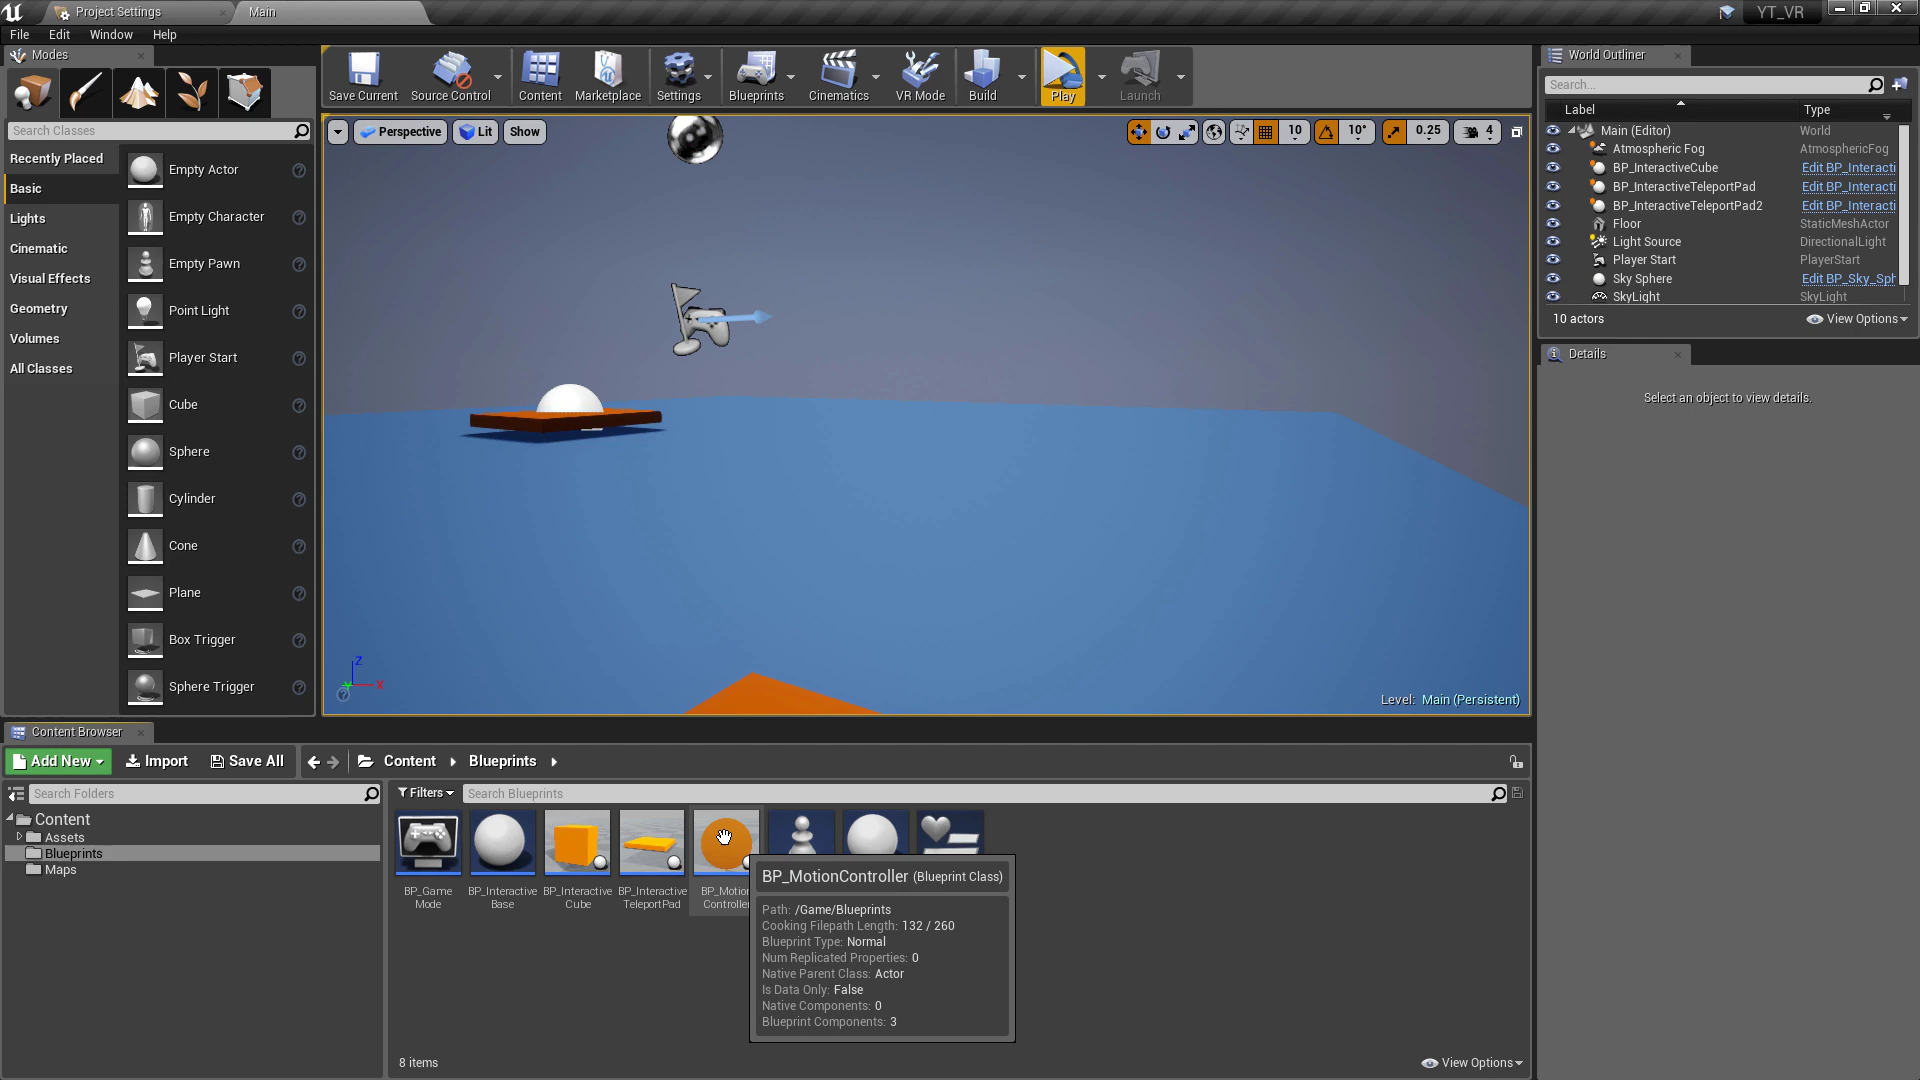 Project Settings
Main
YT_VR
File
Edit
Window
Help
Modes
Search Classes
Recently Placed
Basic
Lights
Cinematic
Visual Effects
Geometry
Volumes
All Classes
Empty Actor
Empty Character
Empty Pawn
Point Light
Player Start
Cube
Sphere
Cylinder
Cone
Plane
Box Trigger
Sphere Trigger
Save Current
Source Control
Content
Marketplace
Settings
Blueprints
Cinematics
VR Mode
Build
Play
Launch
Perspective
Lit
Show
10
10°
0.25
4
Z
X
Level: Main (Persistent)
World Outliner
Search...
Label
Type
Main (Editor)
World
Atmospheric Fog
AtmosphericFog
BP_InteractiveCube
Edit BP_Interacti
BP_InteractiveTeleportPad
Edit BP_Interacti
BP_InteractiveTeleportPad2
Edit BP_Interacti
Floor
StaticMeshActor
Light Source
DirectionalLight
Player Start
PlayerStart
Sky Sphere
Edit BP_Sky_Sph
SkyLight
SkyLight
10 actors
View Options
Details
Select an object to view details.
Content Browser
Add New
Import
Save All
Content
Blueprints
Search Folders
Filters
Search Blueprints
Content
Assets
Blueprints
Maps
BP_Game
Mode
BP_Interactive
Base
BP_Interactive
Cube
BP_Interactive
TeleportPad
BP_Motion
Controller
BP_MotionController (Blueprint Class)
Path: /Game/Blueprints
Cooking Filepath Length: 132 / 260
Blueprint Type: Normal
Num Replicated Properties: 0
Native Parent Class: Actor
Is Data Only: False
Native Components: 0
Blueprint Components: 3
8 items
View Options